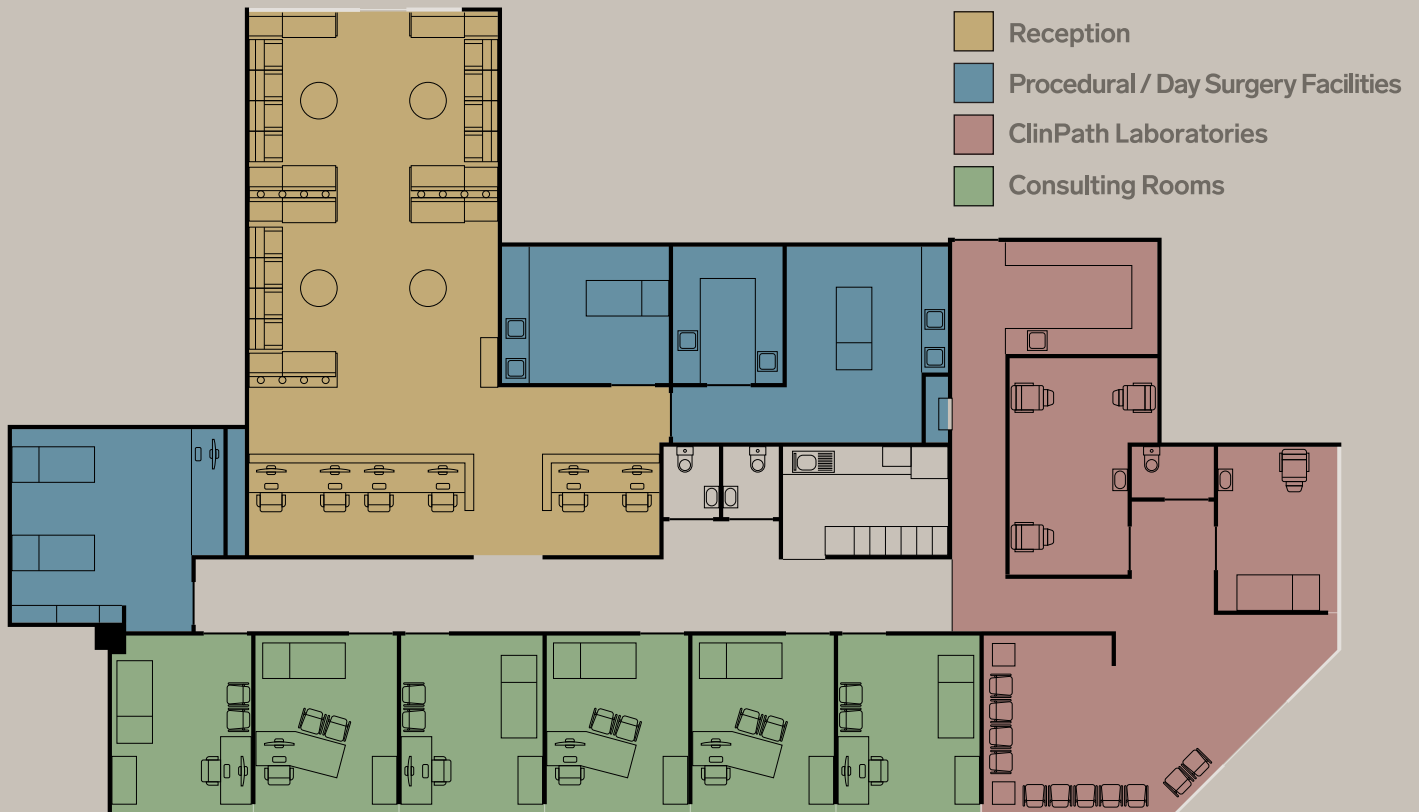 Reception
Procedural / Day Surgery Facilities
ClinPath Laboratories
Consulting Rooms